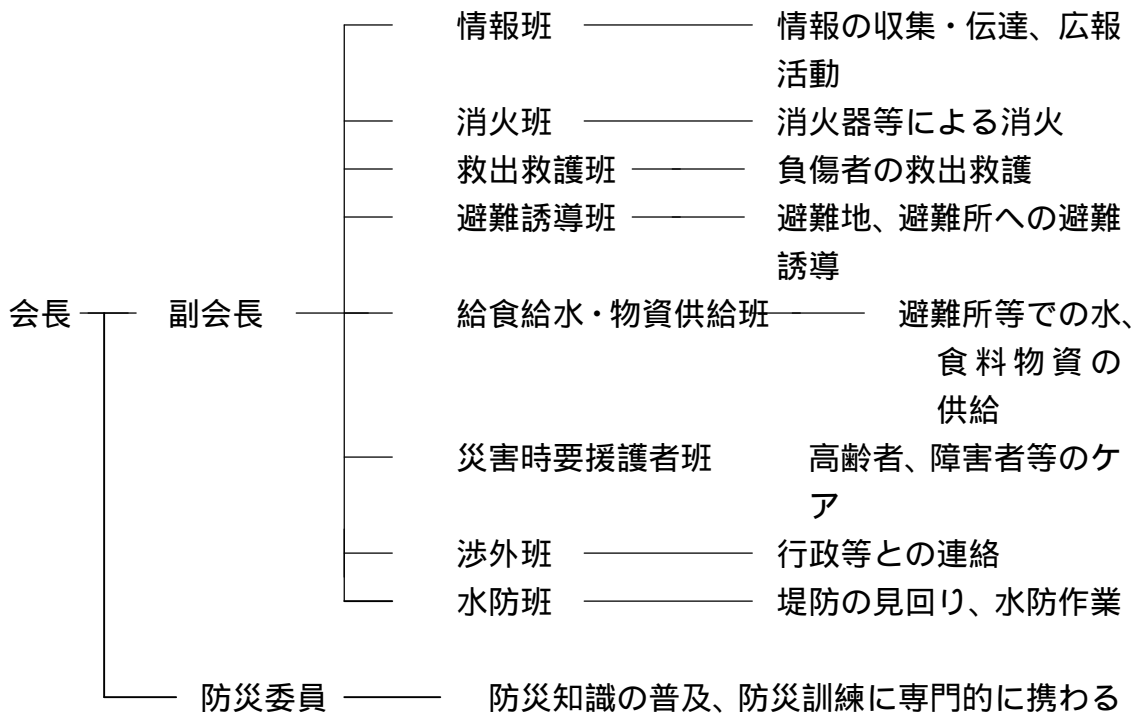 情報班 情報の収集・伝達、広報
活動
消火班 消火器等による消火
救出救護班 負傷者の救出救護
避難誘導班 避難地、避難所への避難
誘導
会長 副会長 給食給水・物資供給班 避難所等での水、
食料物資の
供給
災害時要援護者班 高齢者、障害者等のケ
ア
渉外班 行政等との連絡
水防班 堤防の見回り、水防作業
防災委員 防災知識の普及、防災訓練に専門的に携わる